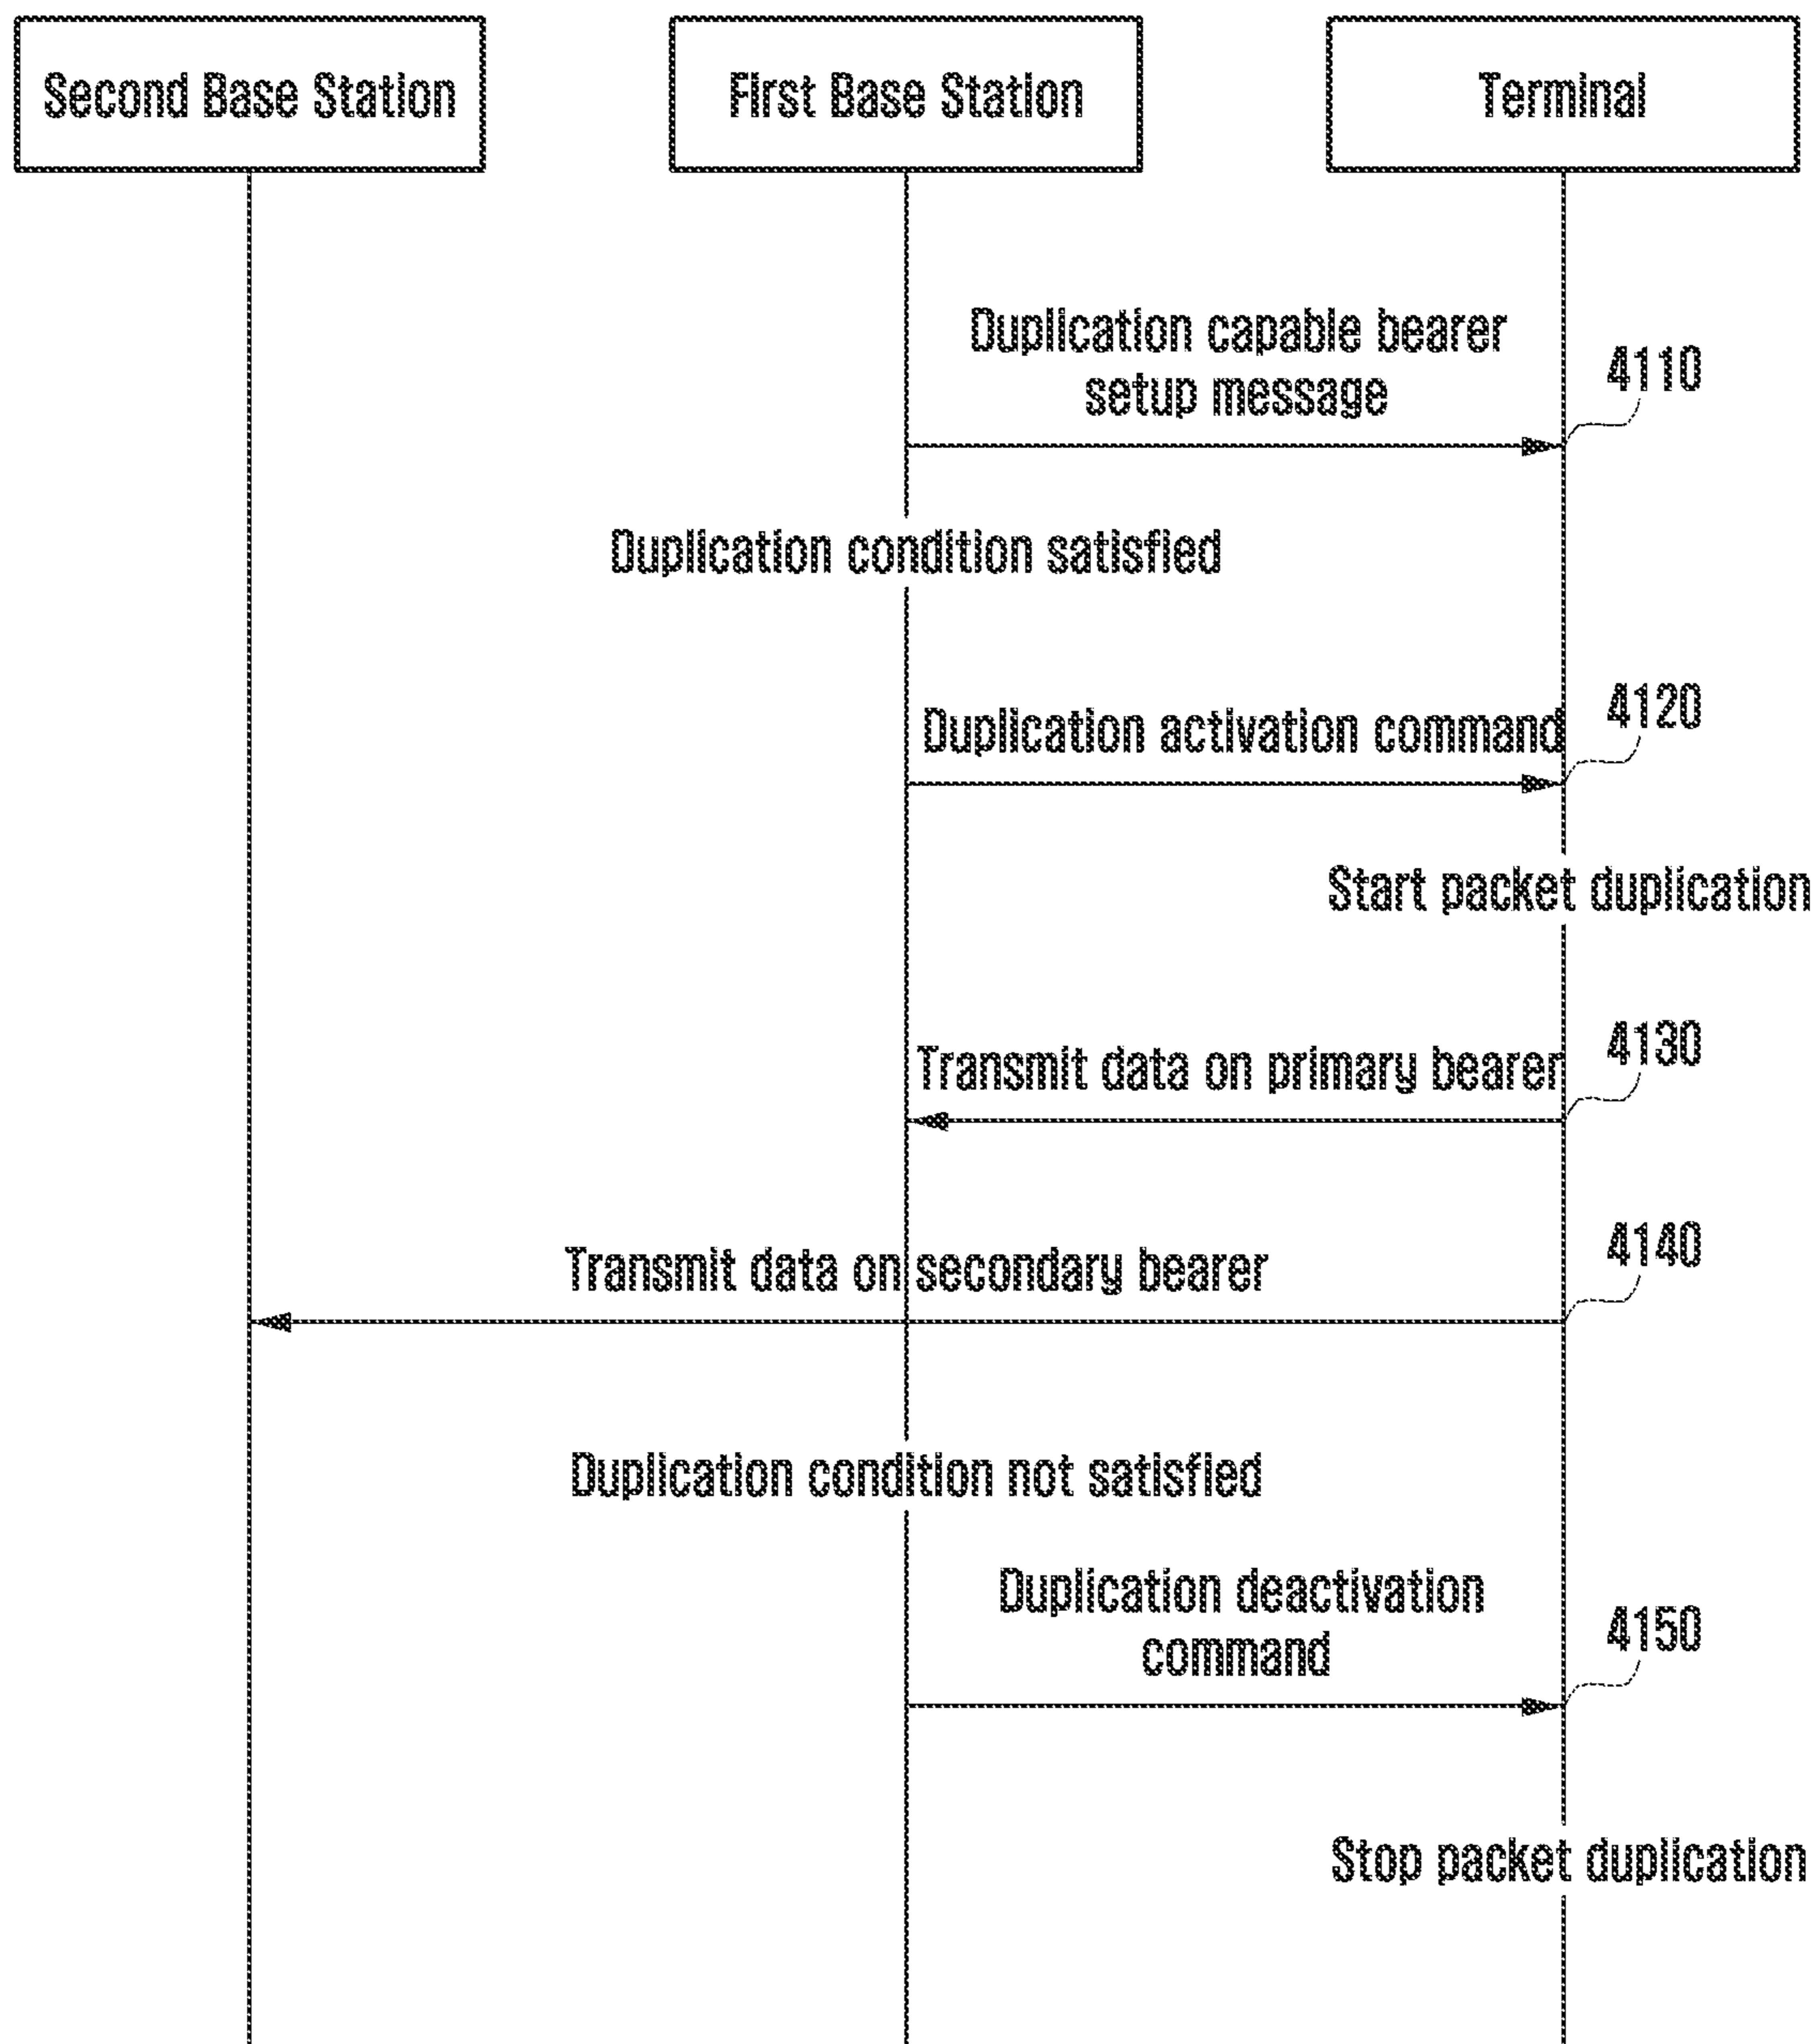 Second Base Station
First Base Station
Terminal
Duplication capable bearer
setup message
4110
Duplication condition satisfied
Duplication activation command
4120
Start packet duplication
Transmit data on primary bearer
4130
Transmit data on secondary bearer
4140
Duplication condition not satisfied
Duplication deactivation
command
4150
Stop packet duplication